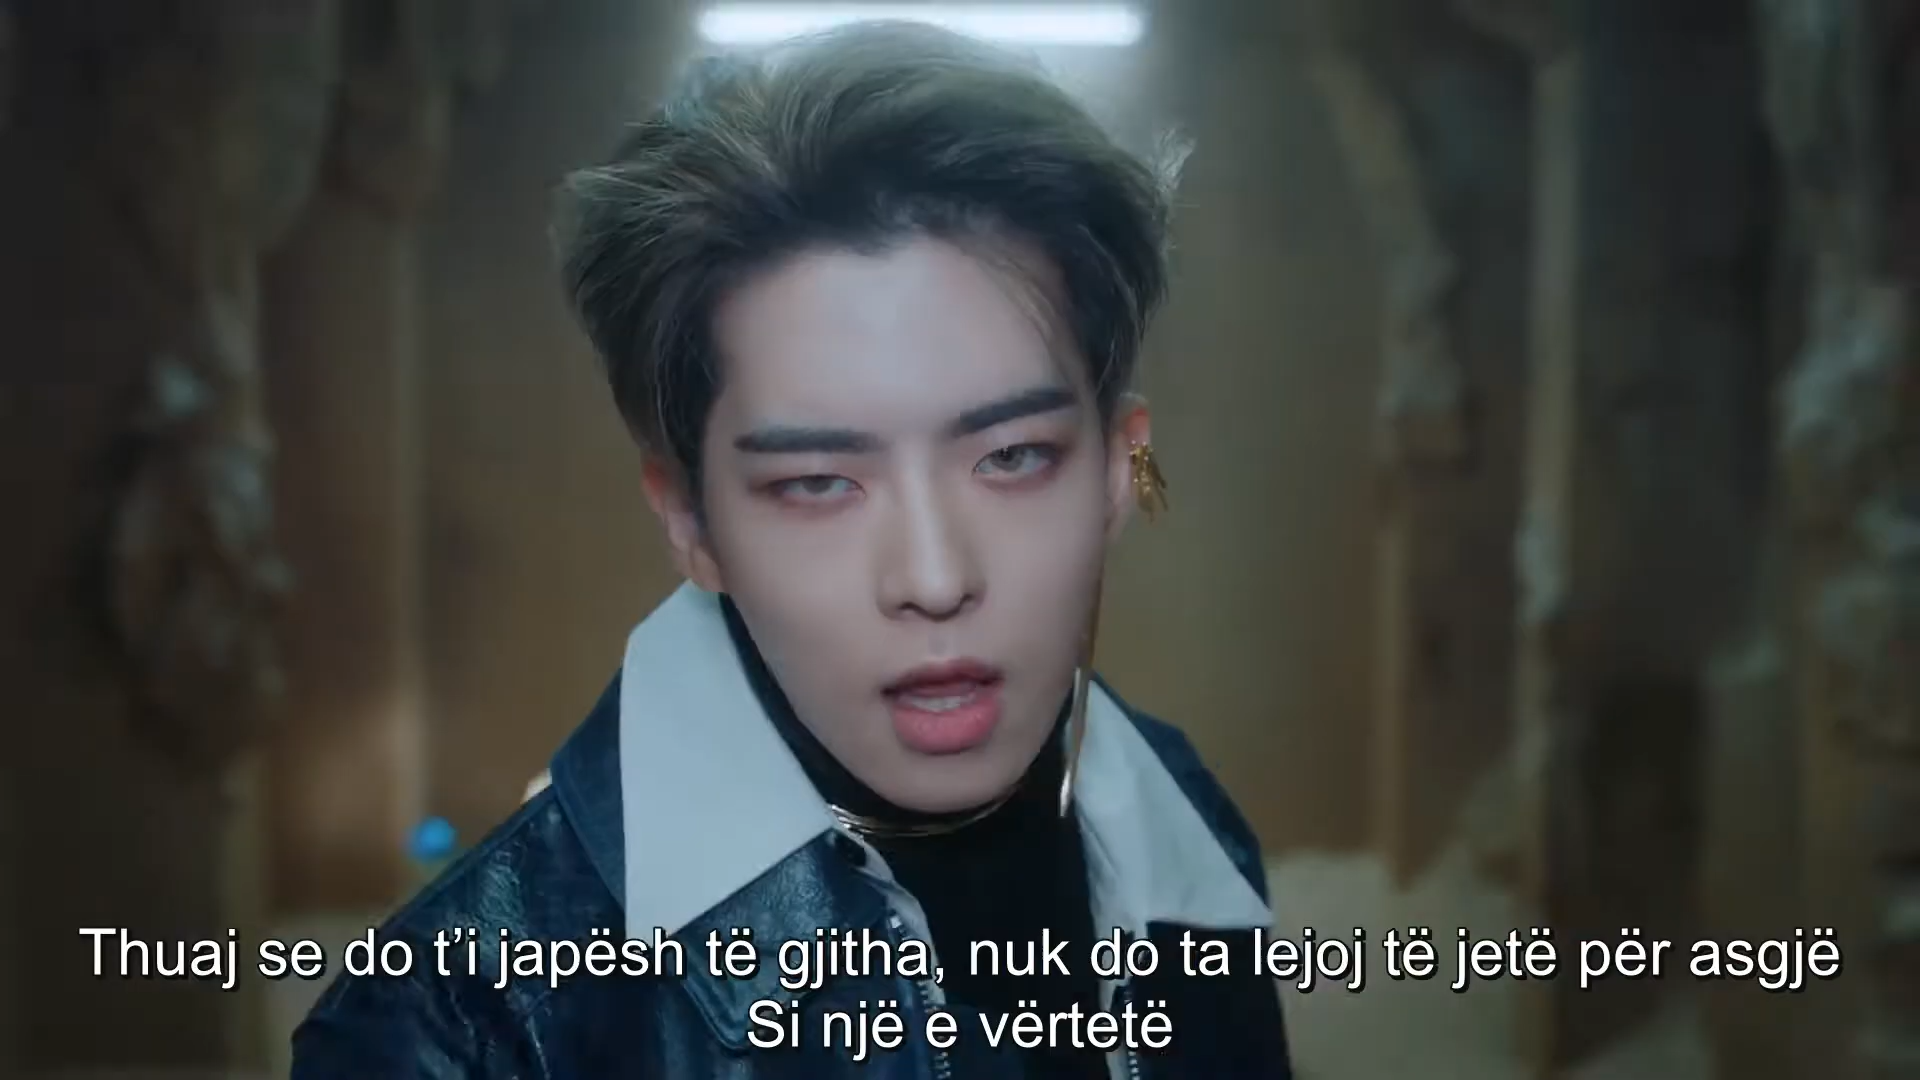 Thuaj se do t’i japësh të gjitha, nuk do ta lejoj të jetë për asgjë
Si një e vërtetë